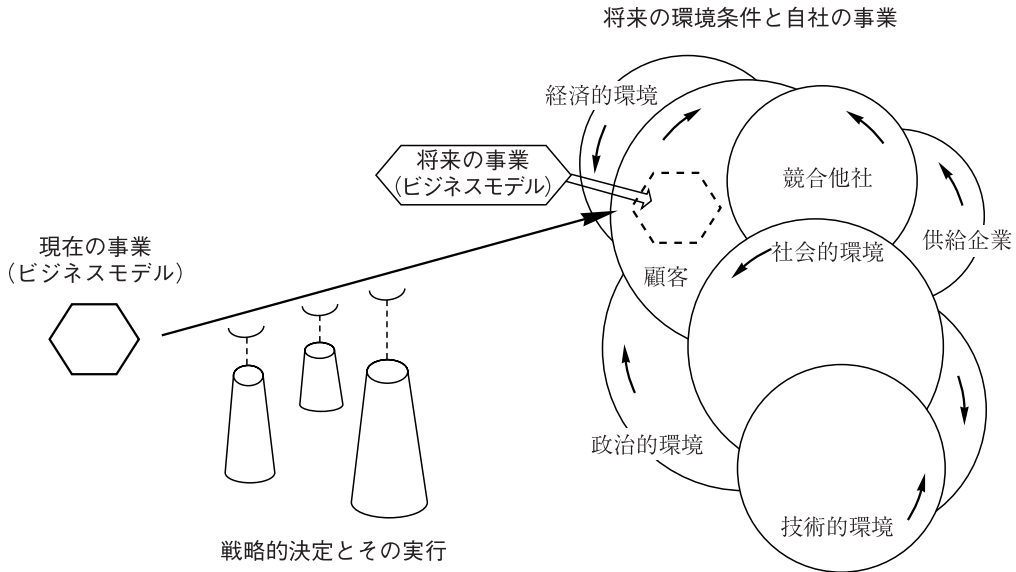 将来の環境条件と自社の事業
経済的環境
将来の事業
(ビジネスモデル)
競合他社
供給企業
現在の事業
(ビジネスモデル)
社会的環境
顧客
政治的環境
技術的環境
戦略的決定とその実行